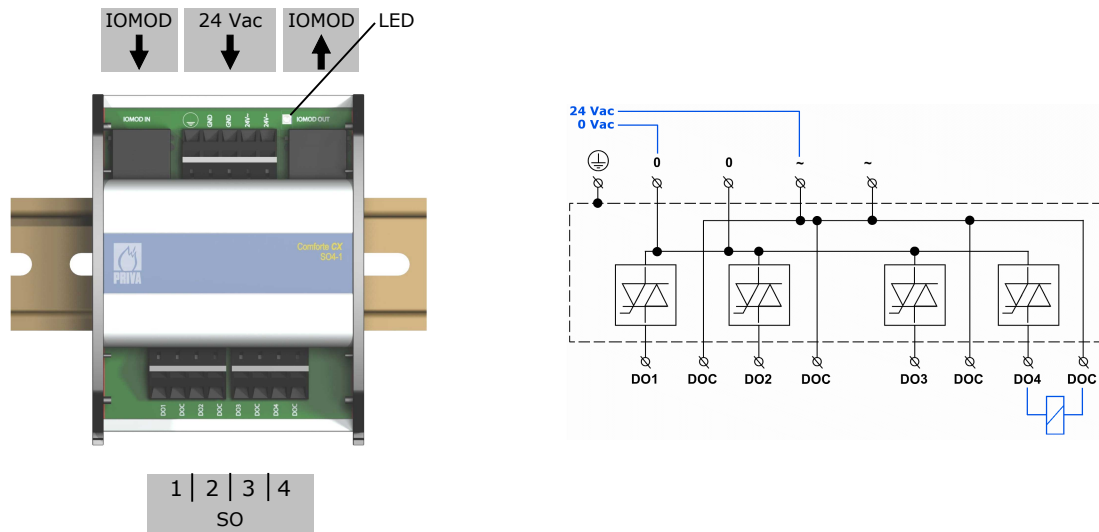 IOMOD 24 Vac IOMOD LED
IOMOD IN GND GND 24V~ 24V~ IOMOD OUT
Comforte CX
SO4-1
PRIVA
DO1 DOC DO2 DOC DO3 DOC DO4 DOC
1 2 3 4
SO
24 Vac
0 Vac
0 0 ~ ~
DO1 DOC DO2 DOC DO3 DOC DO4 DOC